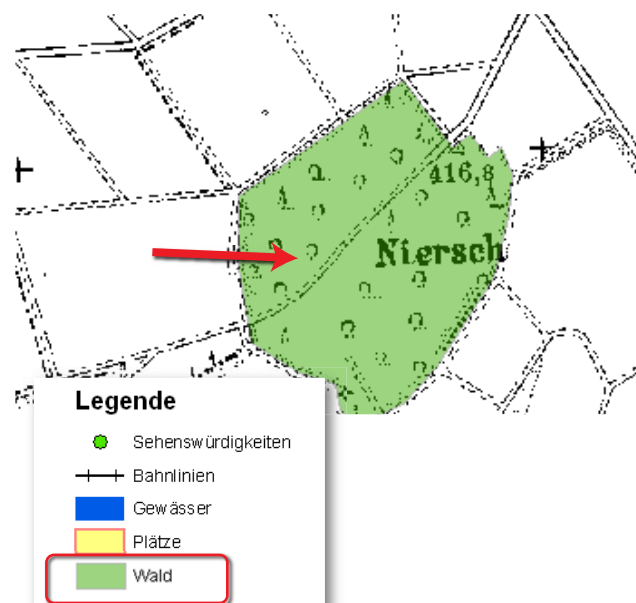 416,8
Niersch
Legende
Sehenswürdigkeiten
Bahnlinien
Gewässer
Plätze
Wald